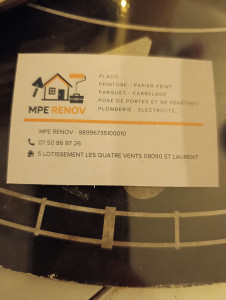 PLACO
PEINTURE - PAPIER PEINT
PARQUET - CARRELAGE
POSE DE PORTES ET DE FENÊTRES
PLOMBERIE - ÉLECTRICITÉ
MPE RENOV
MPE RENOV - 98996735100010
07 50 86 97 26
5 LOTISSEMENT LES QUATRE VENTS 08090 ST LAURENT